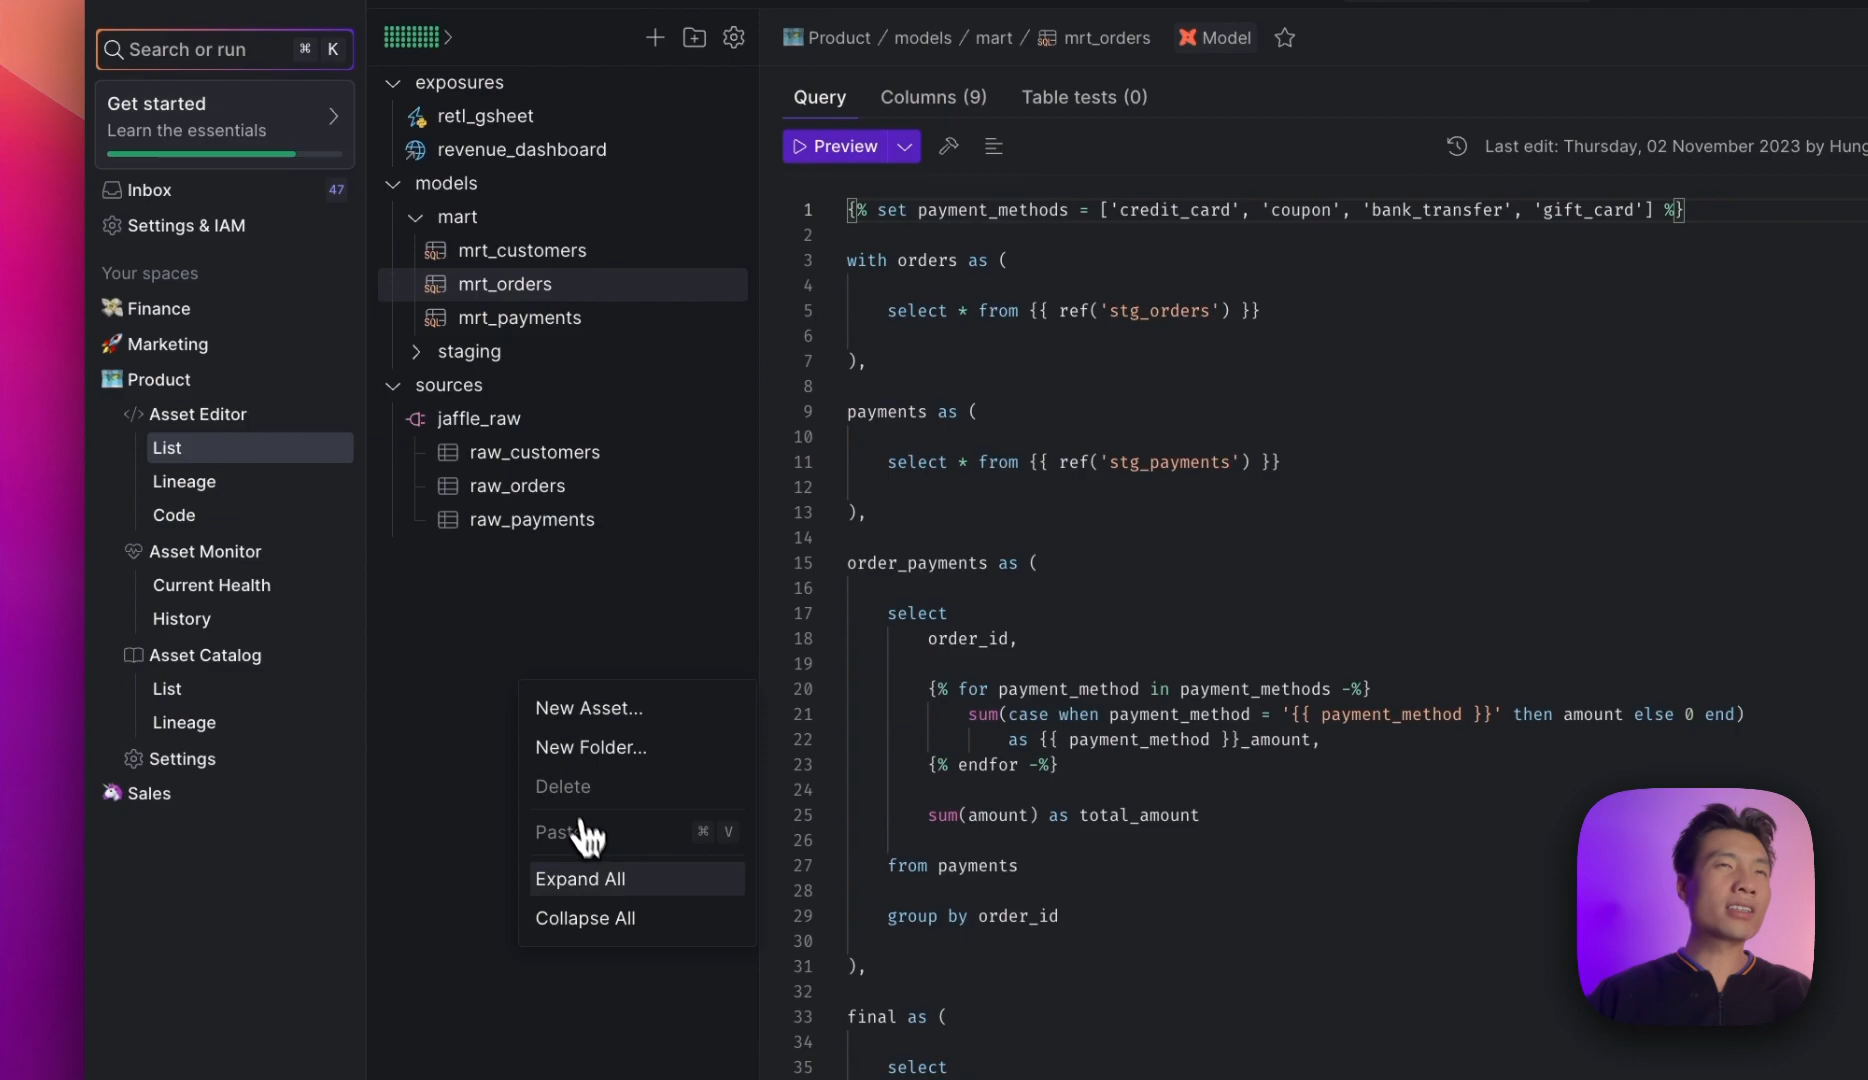 Search or run ⌘ K
Get started
Learn the essentials
Inbox 47
Settings & IAM
Your spaces
Finance
Marketing
Product
Asset Editor
List
Lineage
Code
Asset Monitor
Current Health
History
Asset Catalog
List
Lineage
Settings
Sales
exposures
retl_gsheet
revenue_dashboard
models
mart
SQL mrt_customers
SQL mrt_orders
SQL mrt_payments
staging
sources
jaffle_raw
raw_customers
raw_orders
raw_payments
New Asset...
New Folder...
Delete
⌘ V
Expand All
Collapse All
Product / models / mart / SQL mrt_orders Model
Query Columns (9) Table tests (0)
Preview
Last edit: Thursday, 02 November 2023 by Hung
1 {% set payment_methods = ['credit_card', 'coupon', 'bank_transfer', 'gift_card'] %}
2
3 with orders as (
4
5 select * from {{ ref('stg_orders') }}
6
7 ),
8
9 payments as (
10
11 select * from {{ ref('stg_payments') }}
12
13 ),
14
15 order_payments as (
16
17 select
18 order_id,
19
20 {% for payment_method in payment_methods -%}
21 sum(case when payment_method = '{{ payment_method }}' then amount else 0 end)
22 as {{ payment_method }}_amount,
23 {% endfor -%}
24
25 sum(amount) as total_amount
26
27 from payments
28
29 group by order_id
30
31 ),
32
33 final as (
34
35 select